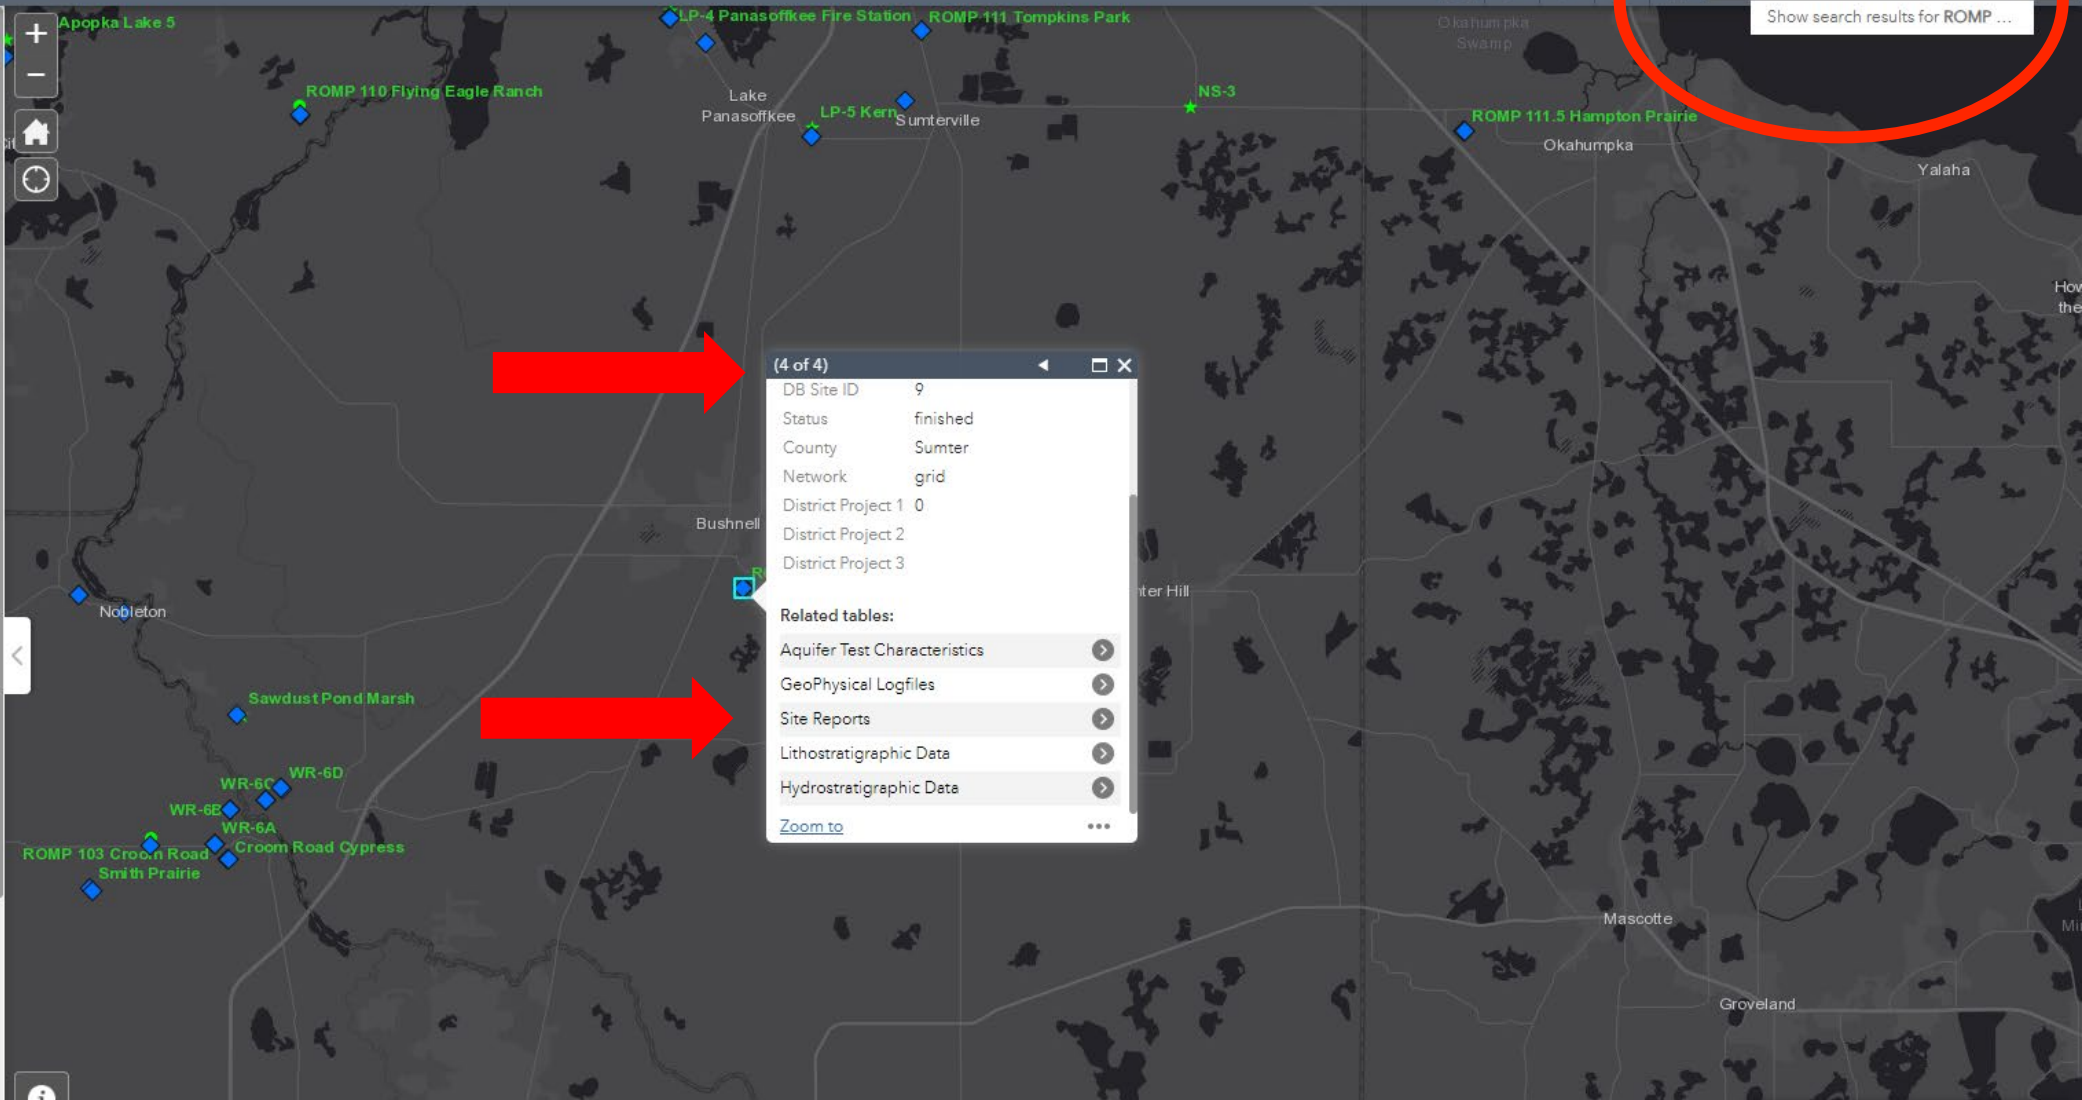 Apopka Lake 5
LP-4 Panasoffkee Fire Station
ROMP 111 Tompkins Park
Okahumpka
Swamp
Show search results for ROMP ...
ROMP 110 Flying Eagle Ranch
Lake
Panasoffkee
LP-5 Kern
Sumterville
NS-3
ROMP 111.5 Hampton Prairie
Okahumpka
Yalaha
How
the
(4 of 4)
DB Site ID 9
Status finished
County Sumter
Network grid
District Project 1 0
District Project 2
District Project 3
Bushnell
nter Hill
Nobleton
Related tables:
Aquifer Test Characteristics
GeoPhysical Logfiles
Site Reports
Lithostratigraphic Data
Hydrostratigraphic Data
Zoom to
Sawdust Pond Marsh
WR-6D
WR-6C
WR-6B
WR-6A
Croom Road Cypress
ROMP 103 Croom Road
Smith Prairie
Mascotte
Groveland